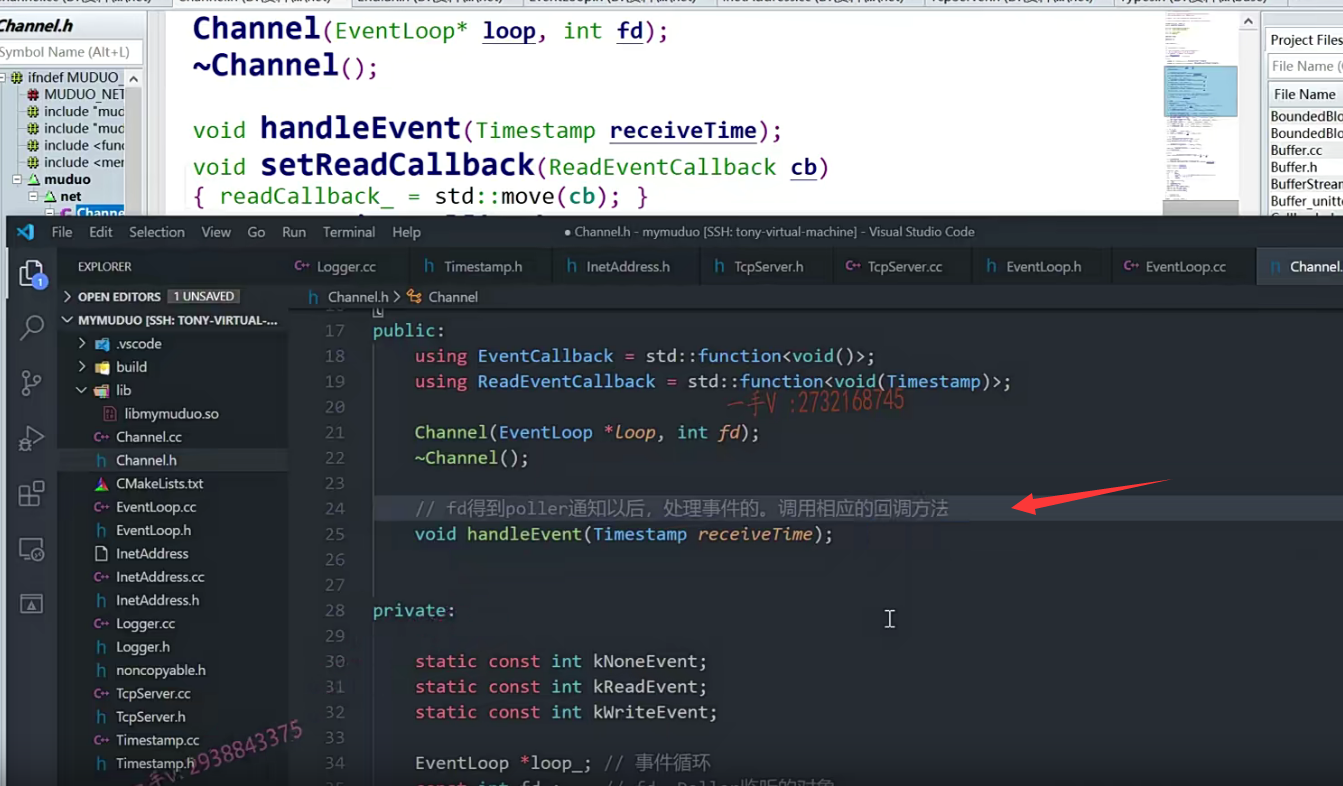 Channel.h
Symbol Name (Alt+L)
ifndef MUDUO_
MUDUO_NET
include "mud
include "mud
include <func
include <mer
muduo
net
Channe
Channel(EventLoop* loop, int fd);
~Channel();
void handleEvent(Timestamp receiveTime);
void setReadCallback(ReadEventCallback cb)
{ readCallback_ = std::move(cb); }
Project Files
File Name (
File Name
BoundedBlo
BoundedBlo
Buffer.cc
Buffer.h
BufferStrear
Buffer_unitt
File Edit Selection View Go Run Terminal Help
● Channel.h - mymuduo [SSH: tony-virtual-machine] - Visual Studio Code
EXPLORER
Logger.cc
Timestamp.h
InetAddress.h
TcpServer.h
TcpServer.cc
EventLoop.h
EventLoop.cc
Channel.
1
OPEN EDITORS 1 UNSAVED
MYMUDUO [SSH: TONY-VIRTUAL-...
.vscode
build
lib
libmymuduo.so
Channel.cc
Channel.h
CMakeLists.txt
EventLoop.cc
EventLoop.h
InetAddress
InetAddress.cc
InetAddress.h
Logger.cc
Logger.h
noncopyable.h
TcpServer.cc
TcpServer.h
Timestamp.cc
Timestamp.h
Channel.h > Channel
17 public:
18 using EventCallback = std::function<void()>;
19 using ReadEventCallback = std::function<void(Timestamp)>;
20
一手V :2732168745
21 Channel(EventLoop *loop, int fd);
22 ~Channel();
23
24 // fd得到poller通知以后，处理事件的。调用相应的回调方法
25 void handleEvent(Timestamp receiveTime);
26
27
28 private:
29
30 static const int kNoneEvent;
31 static const int kReadEvent;
32 static const int kWriteEvent;
33
34 EventLoop *loop_; // 事件循环
一手V: 2938843375